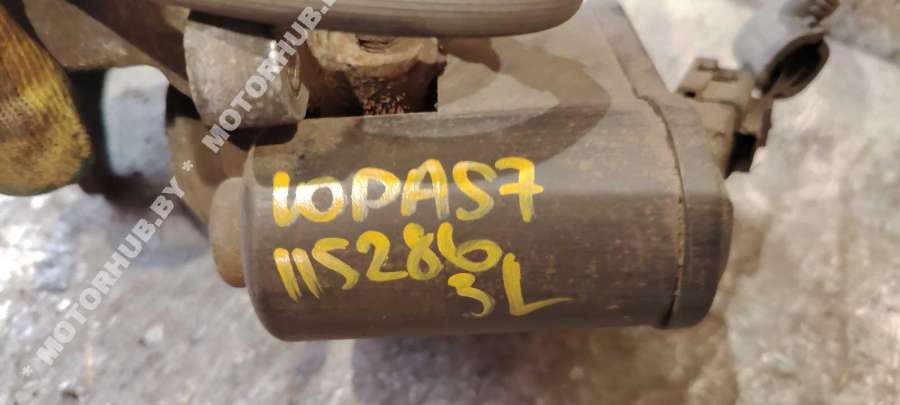 MOTORHUB.BY * MOTORHUB.BY
10PAS7
115286
3L
* MOTORHUB